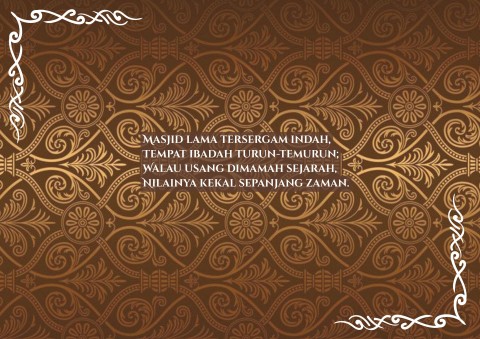 Masjid lama tersergam indah,
tempat ibadah turun-temurun;
Walau usang dimamah sejarah,
nilainya kekal sepanjang zaman.